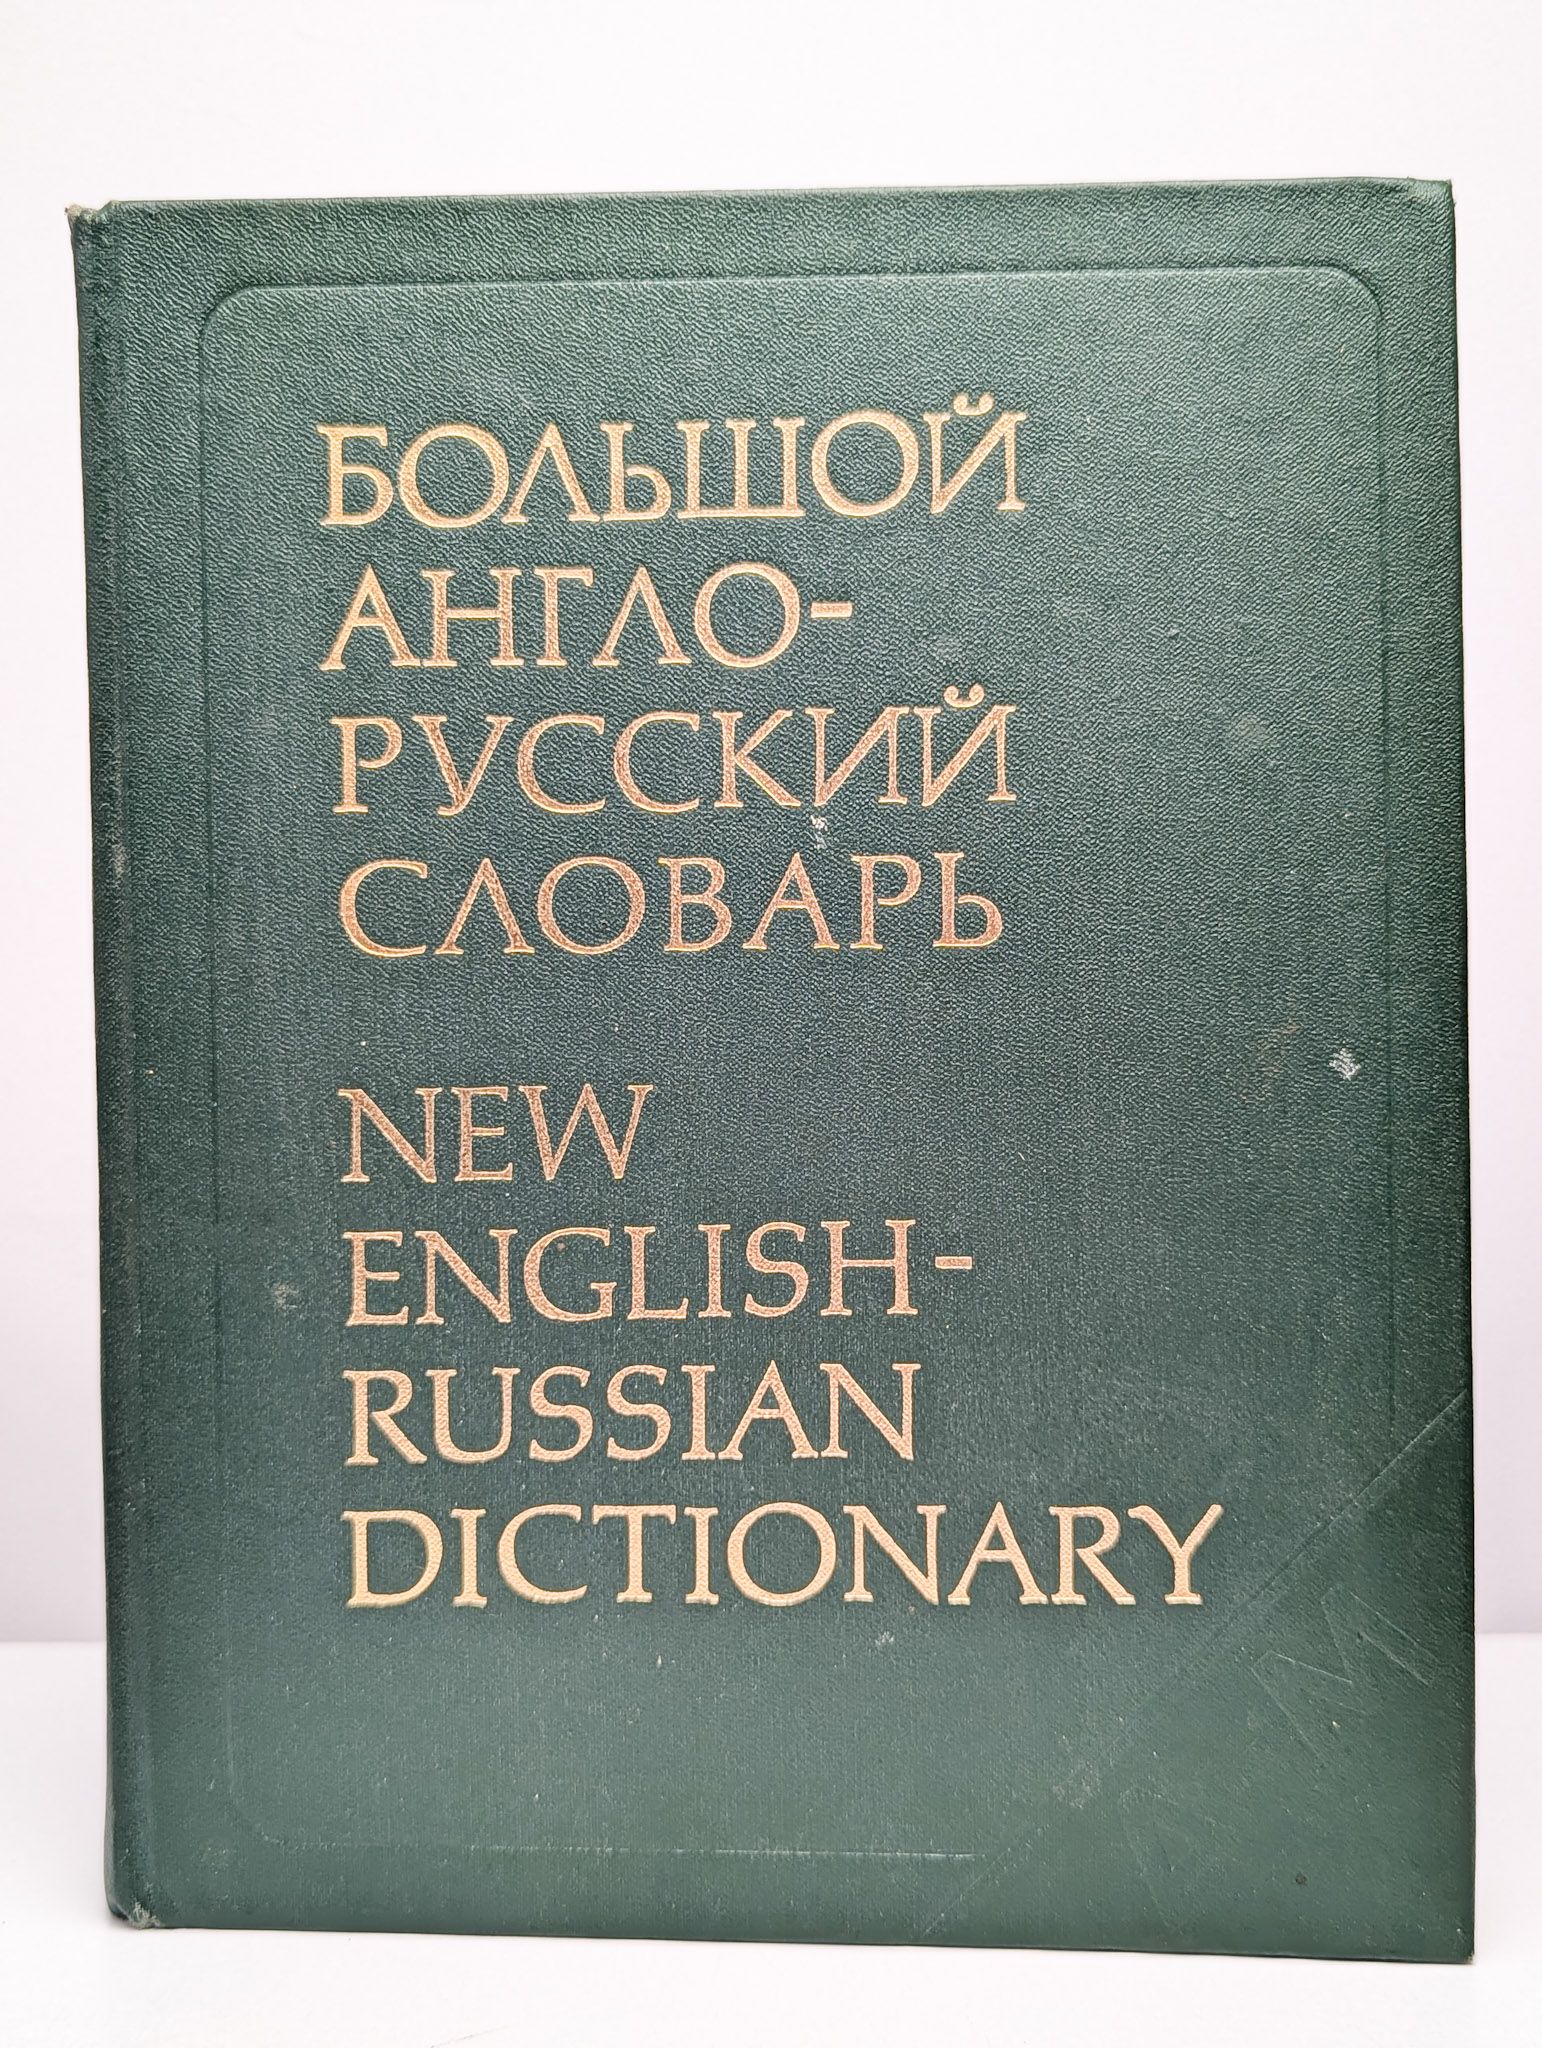 БОЛЬШОЙ
АНГЛО-
РУССКИЙ
СЛОВАРЬ
NEW
ENGLISH-
RUSSIAN
DICTIONARY